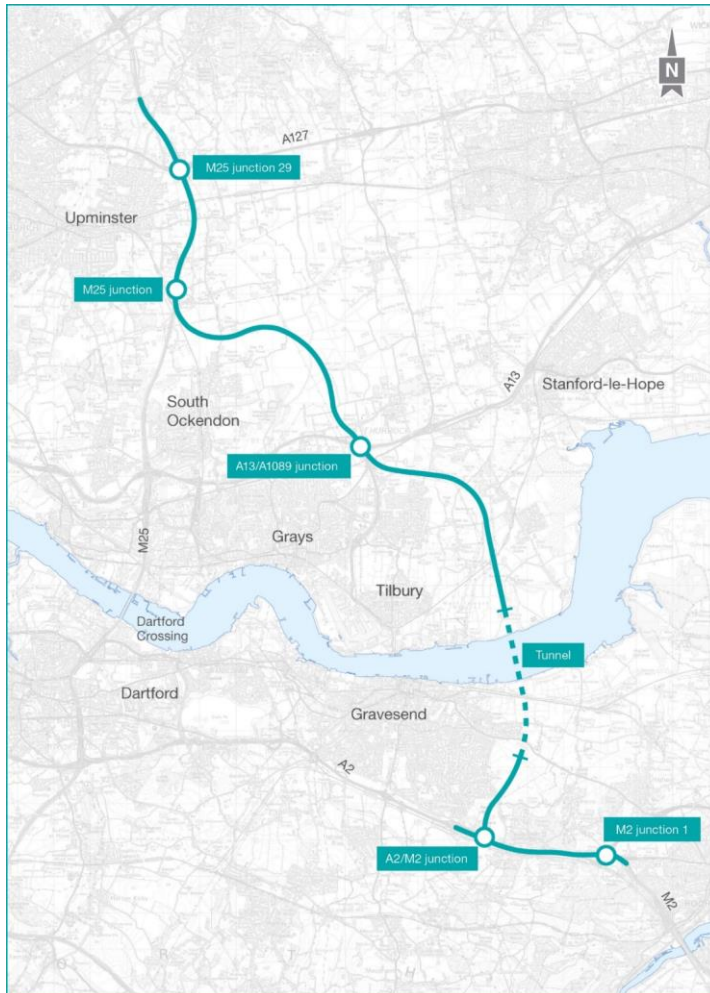 N
A127
M25 junction 29
Upminster
M25 junction
A13
Stanford-le-Hope
South
Ockendon
A13/A1089 junction
M25
Grays
Tilbury
Dartford
Crossing
Tunnel
Dartford
Gravesend
A2
M2 junction 1
A2/M2 junction
M2